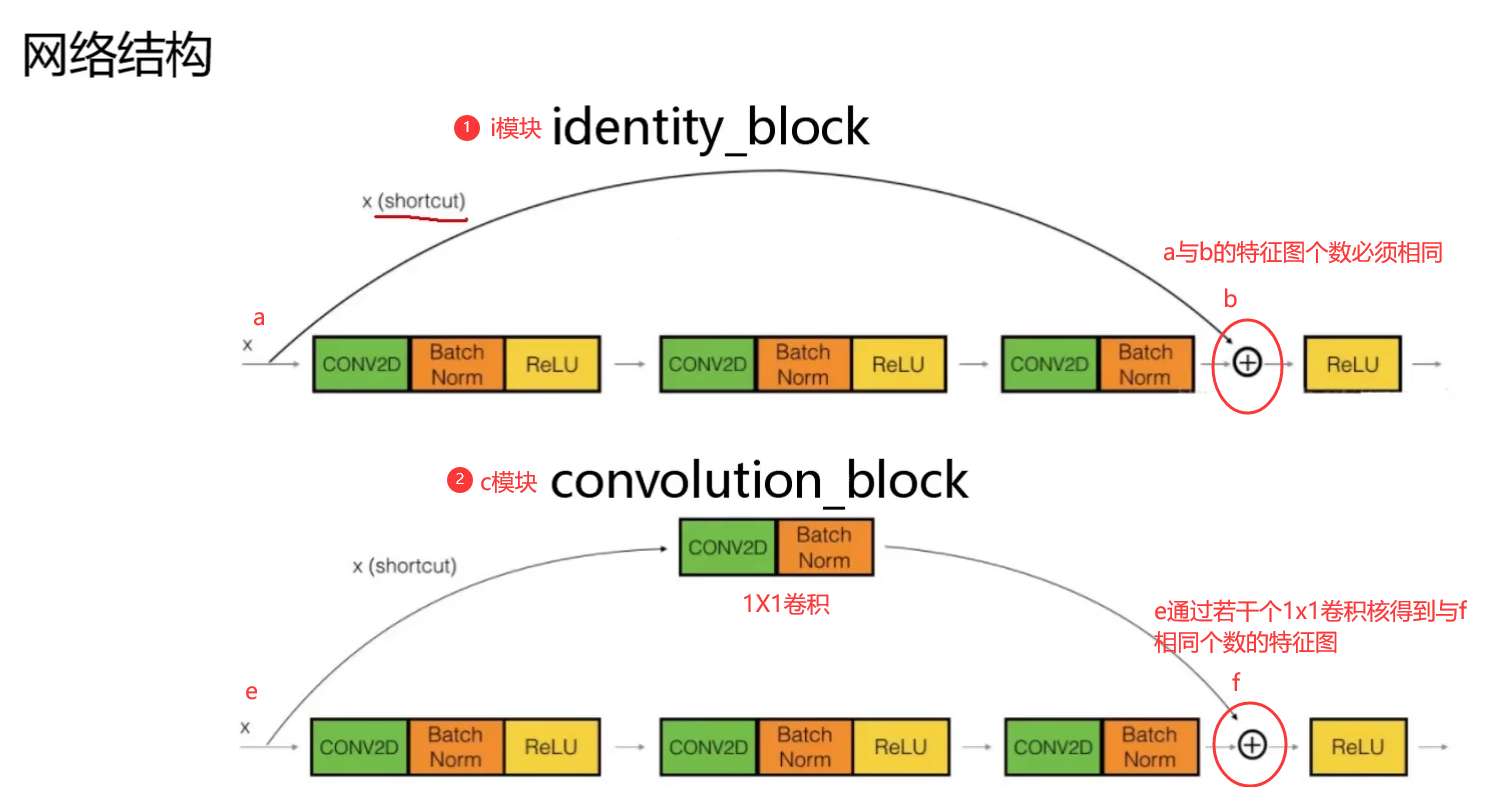 网络结构
1 i模块 identity_block
x (shortcut)
a与b的特征图个数必须相同
a
b
x
CONV2D Batch Norm ReLU CONV2D Batch Norm ReLU CONV2D Batch Norm + ReLU
2 c模块 convolution_block
CONV2D Batch Norm
x (shortcut)
1X1卷积
e通过若干个1x1卷积核得到与f
相同个数的特征图
e
f
x
CONV2D Batch Norm ReLU CONV2D Batch Norm ReLU CONV2D Batch Norm + ReLU